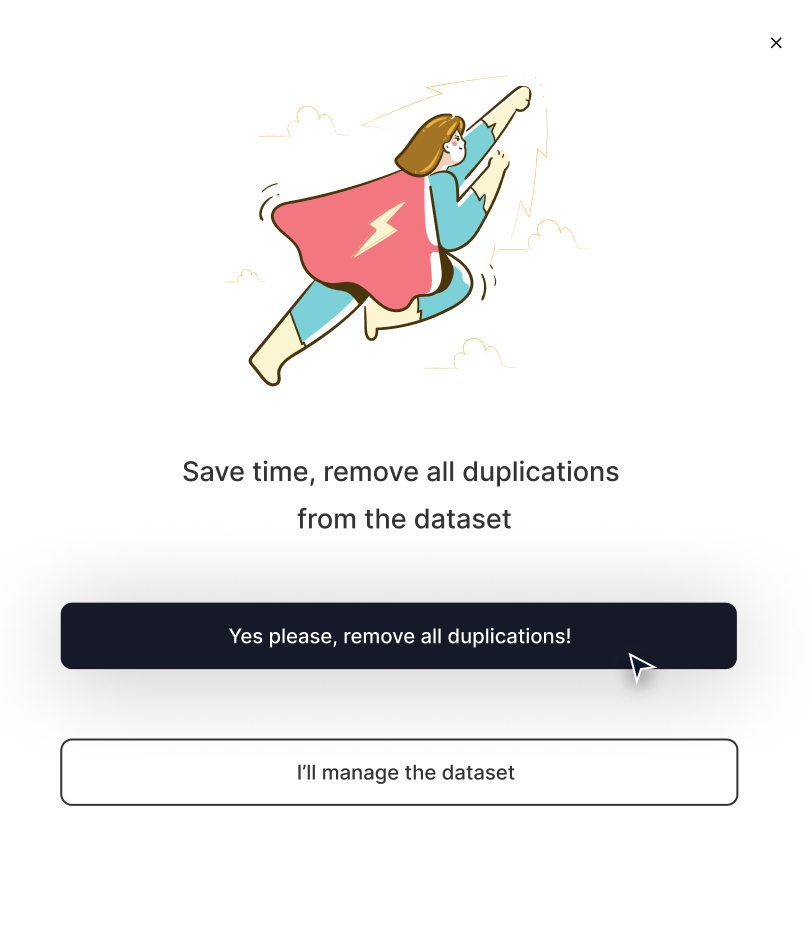 Save time, remove all duplications
from the dataset
Yes please, remove all duplications!
I’ll manage the dataset